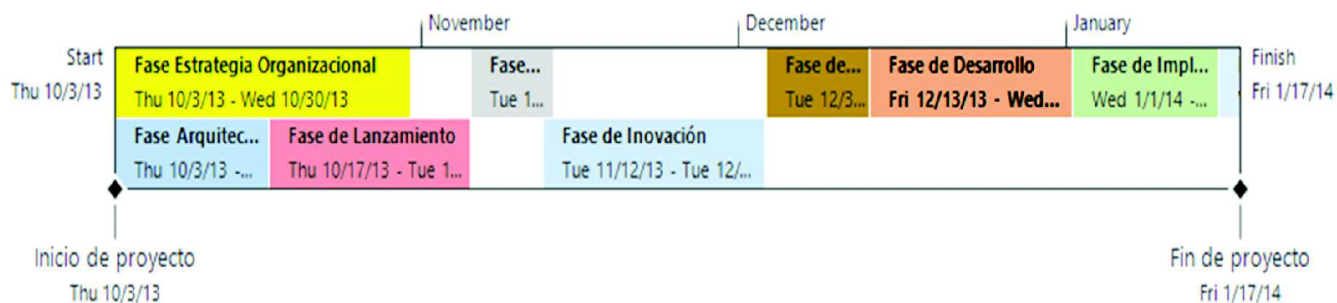 November
December
January
Start
Thu 10/3/13
Fase Estrategia Organizacional
Thu 10/3/13 - Wed 10/30/13
Fase...
Tue 1...
Fase de...
Tue 12/3...
Fase de Desarrollo
Fri 12/13/13 - Wed...
Fase de Impl...
Wed 1/1/14 -...
Finish
Fri 1/17/14
Fase Arquitec...
Thu 10/3/13 -...
Fase de Lanzamiento
Thu 10/17/13 - Tue 1...
Fase de Inovación
Tue 11/12/13 - Tue 12/...
Inicio de proyecto
Thu 10/3/13
Fin de proyecto
Fri 1/17/14